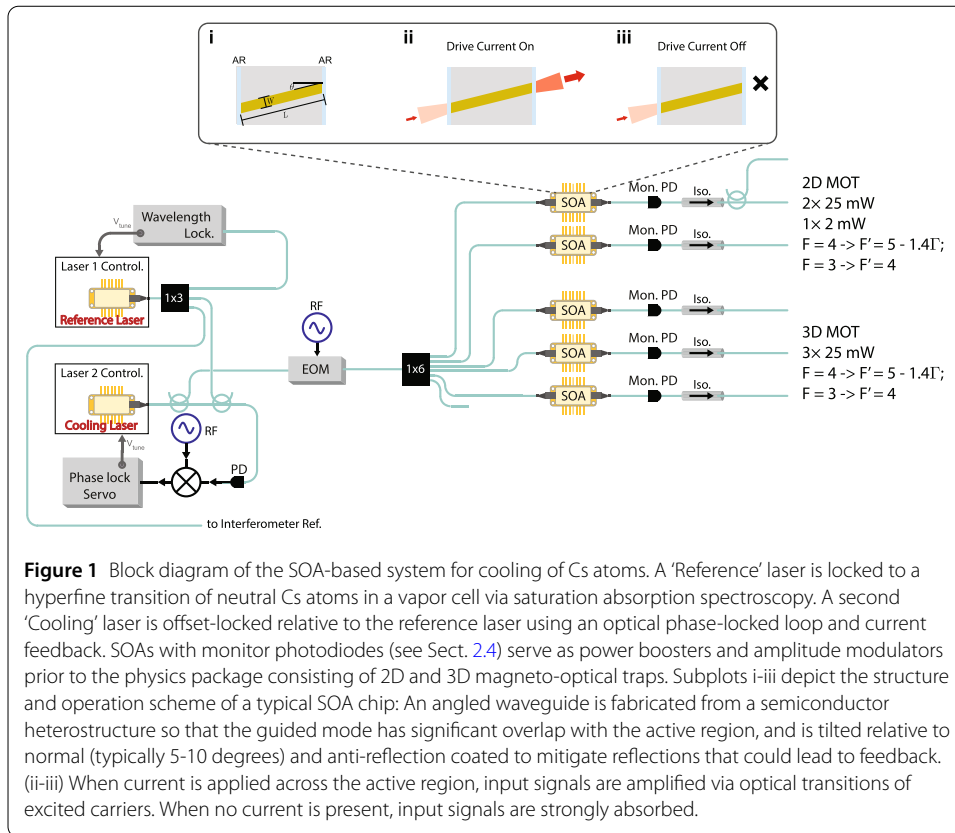 i
ii
iii
Drive Current On
Drive Current Off
AR
AR
θ
W
L
Wavelength
Lock.
V_tune
Laser 1 Control.
Reference Laser
1x3
Laser 2 Control.
Cooling Laser
V_tune
Phase lock
Servo
RF
PD
to Interferometer Ref.
RF
EOM
1x6
SOA
Mon. PD
Iso.
SOA
Mon. PD
Iso.
SOA
Mon. PD
Iso.
SOA
Mon. PD
Iso.
SOA
Mon. PD
Iso.
2D MOT
2× 25 mW
1× 2 mW
F = 4 -> F' = 5 - 1.4Γ;
F = 3 -> F' = 4
3D MOT
3× 25 mW
F = 4 -> F' = 5 - 1.4Γ;
F = 3 -> F' = 4
Figure 1 Block diagram of the SOA-based system for cooling of Cs atoms. A ‘Reference’ laser is locked to a
hyperfine transition of neutral Cs atoms in a vapor cell via saturation absorption spectroscopy. A second
‘Cooling’ laser is offset-locked relative to the reference laser using an optical phase-locked loop and current
feedback. SOAs with monitor photodiodes (see Sect. 2.4) serve as power boosters and amplitude modulators
prior to the physics package consisting of 2D and 3D magneto-optical traps. Subplots i-iii depict the structure
and operation scheme of a typical SOA chip: An angled waveguide is fabricated from a semiconductor
heterostructure so that the guided mode has significant overlap with the active region, and is tilted relative to
normal (typically 5-10 degrees) and anti-reflection coated to mitigate reflections that could lead to feedback.
(ii-iii) When current is applied across the active region, input signals are amplified via optical transitions of
excited carriers. When no current is present, input signals are strongly absorbed.